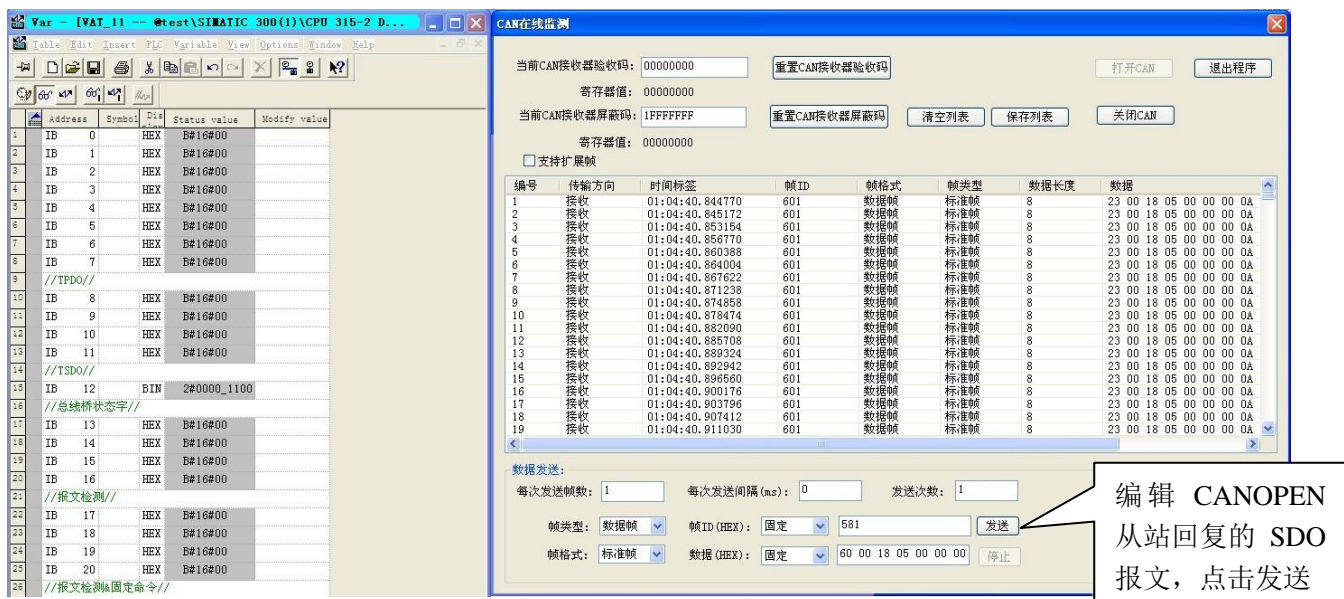 Var - [VAT_11 -- @test\SIMATIC 300(1)\CPU 315-2 D...
Table Edit Insert PLC Variable View Options Window Help
Address Symbol Dis Status value Modify value
1 IB 0 HEX B#16#00
2 IB 1 HEX B#16#00
3 IB 2 HEX B#16#00
4 IB 3 HEX B#16#00
5 IB 4 HEX B#16#00
6 IB 5 HEX B#16#00
7 IB 6 HEX B#16#00
8 IB 7 HEX B#16#00
9 //TPDO//
10 IB 8 HEX B#16#00
11 IB 9 HEX B#16#00
12 IB 10 HEX B#16#00
13 IB 11 HEX B#16#00
14 //TSDO//
15 IB 12 BIN 2#0000_1100
16 //总线桥状态字//
17 IB 13 HEX B#16#00
18 IB 14 HEX B#16#00
19 IB 15 HEX B#16#00
20 IB 16 HEX B#16#00
21 //报文检测//
22 IB 17 HEX B#16#00
23 IB 18 HEX B#16#00
24 IB 19 HEX B#16#00
25 IB 20 HEX B#16#00
26 //报文检测&固定命令//
CAN在线监测
当前CAN接收器验收码: 00000000 重置CAN接收器验收码 打开CAN 退出程序
寄存器值: 00000000
当前CAN接收器屏蔽码: 1FFFFFFF 重置CAN接收器屏蔽码 清空列表 保存列表 关闭CAN
寄存器值: 00000000
支持扩展帧
编号 传输方向 时间标签 帧ID 帧格式 帧类型 数据长度 数据
1 接收 01:04:40.844770 601 数据帧 标准帧 8 23 00 18 05 00 00 00 0A
2 接收 01:04:40.845172 601 数据帧 标准帧 8 23 00 18 05 00 00 00 0A
3 接收 01:04:40.853154 601 数据帧 标准帧 8 23 00 18 05 00 00 00 0A
4 接收 01:04:40.856770 601 数据帧 标准帧 8 23 00 18 05 00 00 00 0A
5 接收 01:04:40.860388 601 数据帧 标准帧 8 23 00 18 05 00 00 00 0A
6 接收 01:04:40.864004 601 数据帧 标准帧 8 23 00 18 05 00 00 00 0A
7 接收 01:04:40.867622 601 数据帧 标准帧 8 23 00 18 05 00 00 00 0A
8 接收 01:04:40.871238 601 数据帧 标准帧 8 23 00 18 05 00 00 00 0A
9 接收 01:04:40.874858 601 数据帧 标准帧 8 23 00 18 05 00 00 00 0A
10 接收 01:04:40.878474 601 数据帧 标准帧 8 23 00 18 05 00 00 00 0A
11 接收 01:04:40.882090 601 数据帧 标准帧 8 23 00 18 05 00 00 00 0A
12 接收 01:04:40.885708 601 数据帧 标准帧 8 23 00 18 05 00 00 00 0A
13 接收 01:04:40.889324 601 数据帧 标准帧 8 23 00 18 05 00 00 00 0A
14 接收 01:04:40.892942 601 数据帧 标准帧 8 23 00 18 05 00 00 00 0A
15 接收 01:04:40.896560 601 数据帧 标准帧 8 23 00 18 05 00 00 00 0A
16 接收 01:04:40.900176 601 数据帧 标准帧 8 23 00 18 05 00 00 00 0A
17 接收 01:04:40.903796 601 数据帧 标准帧 8 23 00 18 05 00 00 00 0A
18 接收 01:04:40.907412 601 数据帧 标准帧 8 23 00 18 05 00 00 00 0A
19 接收 01:04:40.911030 601 数据帧 标准帧 8 23 00 18 05 00 00 00 0A
数据发送:
每次发送帧数: 1 每次发送间隔(ms): 0 发送次数: 1
帧类型: 数据帧 帧ID(HEX): 固定 581 发送
帧格式: 标准帧 数据(HEX): 固定 60 00 18 05 00 00 00 停止
编辑 CANOPEN
从站回复的 SDO
报文，点击发送